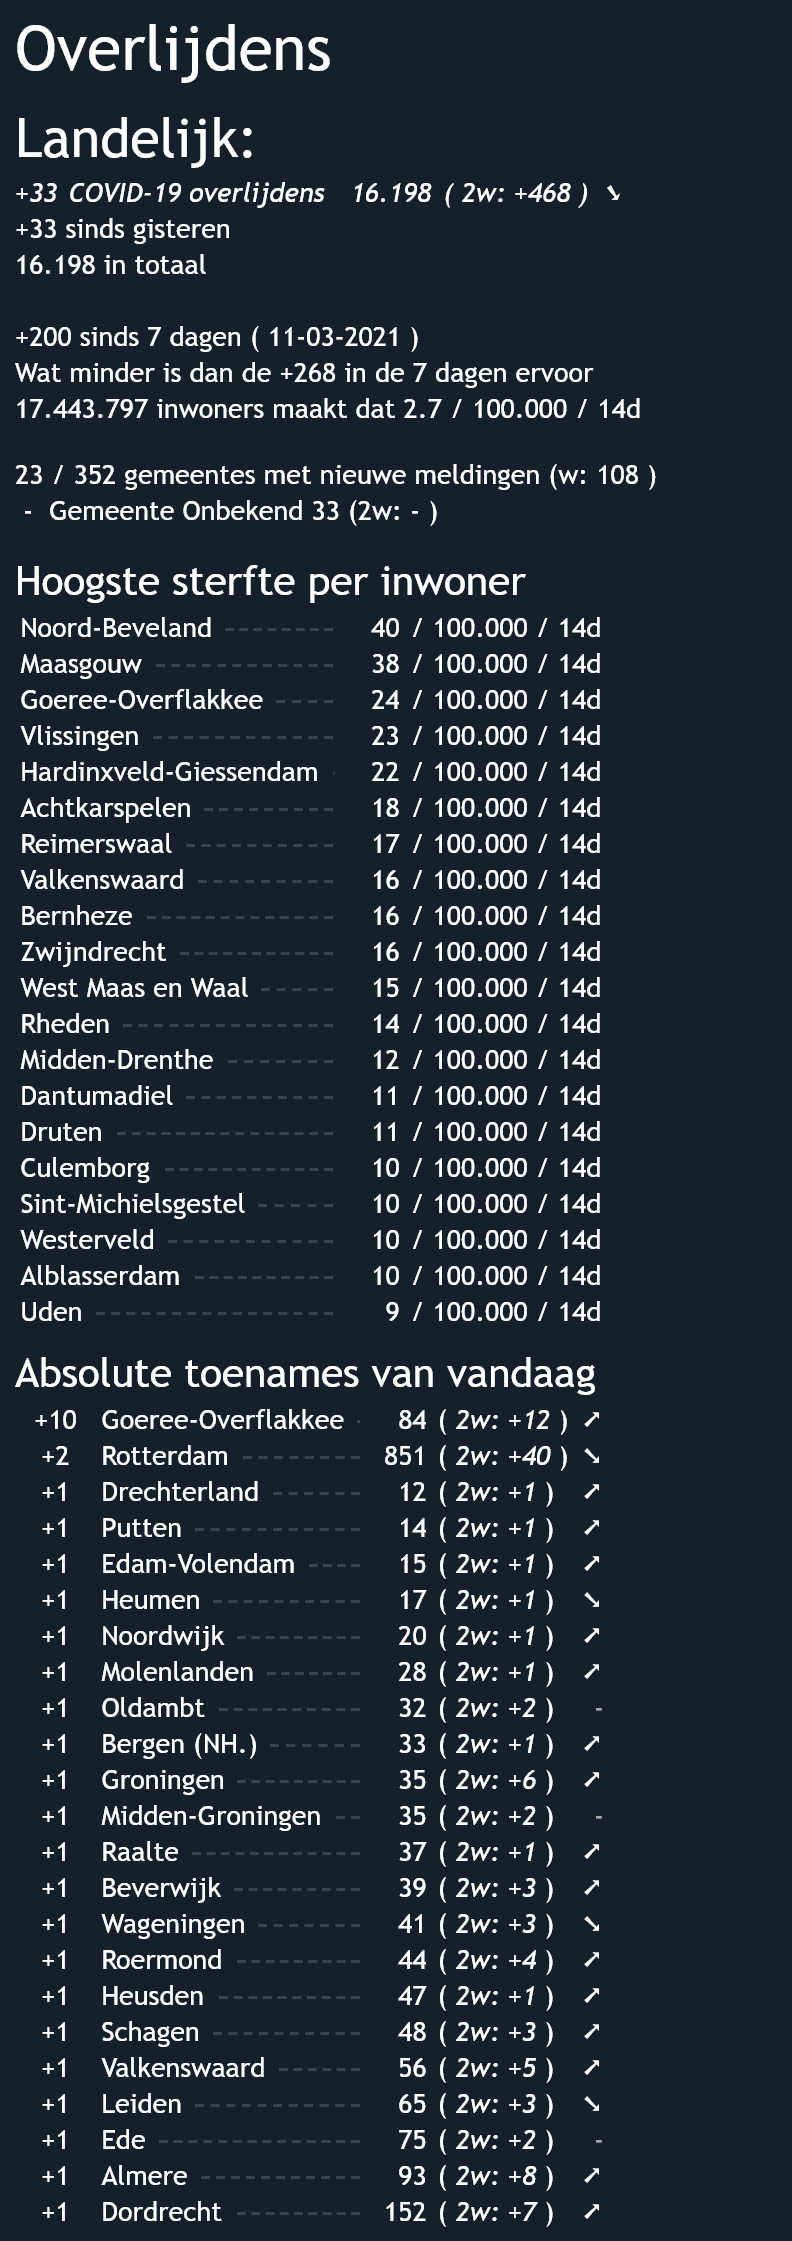 Overlijdens
Landelijk:
+33 COVID-19 overlijdens 16.198 ( 2w: +468 ) ➘
+33 sinds gisteren
16.198 in totaal
+200 sinds 7 dagen ( 11-03-2021 )
Wat minder is dan de +268 in de 7 dagen ervoor
17.443.797 inwoners maakt dat 2.7 / 100.000 / 14d
23 / 352 gemeentes met nieuwe meldingen (w: 108 )
- Gemeente Onbekend 33 (2w: - )
Hoogste sterfte per inwoner
Noord-Beveland -------- 40 / 100.000 / 14d
Maasgouw ------------- 38 / 100.000 / 14d
Goeree-Overflakkee ---- 24 / 100.000 / 14d
Vlissingen ------------- 23 / 100.000 / 14d
Hardinxveld-Giessendam - 22 / 100.000 / 14d
Achtkarspelen --------- 18 / 100.000 / 14d
Reimerswaal ----------- 17 / 100.000 / 14d
Valkenswaard ---------- 16 / 100.000 / 14d
Bernheze ------------- 16 / 100.000 / 14d
Zwijndrecht ----------- 16 / 100.000 / 14d
West Maas en Waal ----- 15 / 100.000 / 14d
Rheden --------------- 14 / 100.000 / 14d
Midden-Drenthe ------- 12 / 100.000 / 14d
Dantumadiel ----------- 11 / 100.000 / 14d
Druten --------------- 11 / 100.000 / 14d
Culemborg ------------ 10 / 100.000 / 14d
Sint-Michielsgestel ----- 10 / 100.000 / 14d
Westerveld ------------ 10 / 100.000 / 14d
Alblasserdam ---------- 10 / 100.000 / 14d
Uden ----------------- 9 / 100.000 / 14d
Absolute toenames van vandaag
+10 Goeree-Overflakkee - 84 ( 2w: +12 ) ➚
+2 Rotterdam -------- 851 ( 2w: +40 ) ➘
+1 Drechterland ------ 12 ( 2w: +1 ) ➚
+1 Putten ------------ 14 ( 2w: +1 ) ➚
+1 Edam-Volendam ---- 15 ( 2w: +1 ) ➚
+1 Heumen ---------- 17 ( 2w: +1 ) ➘
+1 Noordwijk --------- 20 ( 2w: +1 ) ➚
+1 Molenlanden ------- 28 ( 2w: +1 ) ➚
+1 Oldambt ---------- 32 ( 2w: +2 ) -
+1 Bergen (NH.) ------ 33 ( 2w: +1 ) ➚
+1 Groningen --------- 35 ( 2w: +6 ) ➚
+1 Midden-Groningen -- 35 ( 2w: +2 ) -
+1 Raalte ------------ 37 ( 2w: +1 ) ➚
+1 Beverwijk --------- 39 ( 2w: +3 ) ➚
+1 Wageningen ------- 41 ( 2w: +3 ) ➘
+1 Roermond --------- 44 ( 2w: +4 ) ➚
+1 Heusden ---------- 47 ( 2w: +1 ) ➚
+1 Schagen ---------- 48 ( 2w: +3 ) ➚
+1 Valkenswaard ------ 56 ( 2w: +5 ) ➚
+1 Leiden ------------ 65 ( 2w: +3 ) ➘
+1 Ede -------------- 75 ( 2w: +2 ) -
+1 Almere ----------- 93 ( 2w: +8 ) ➚
+1 Dordrecht --------- 152 ( 2w: +7 ) ➚